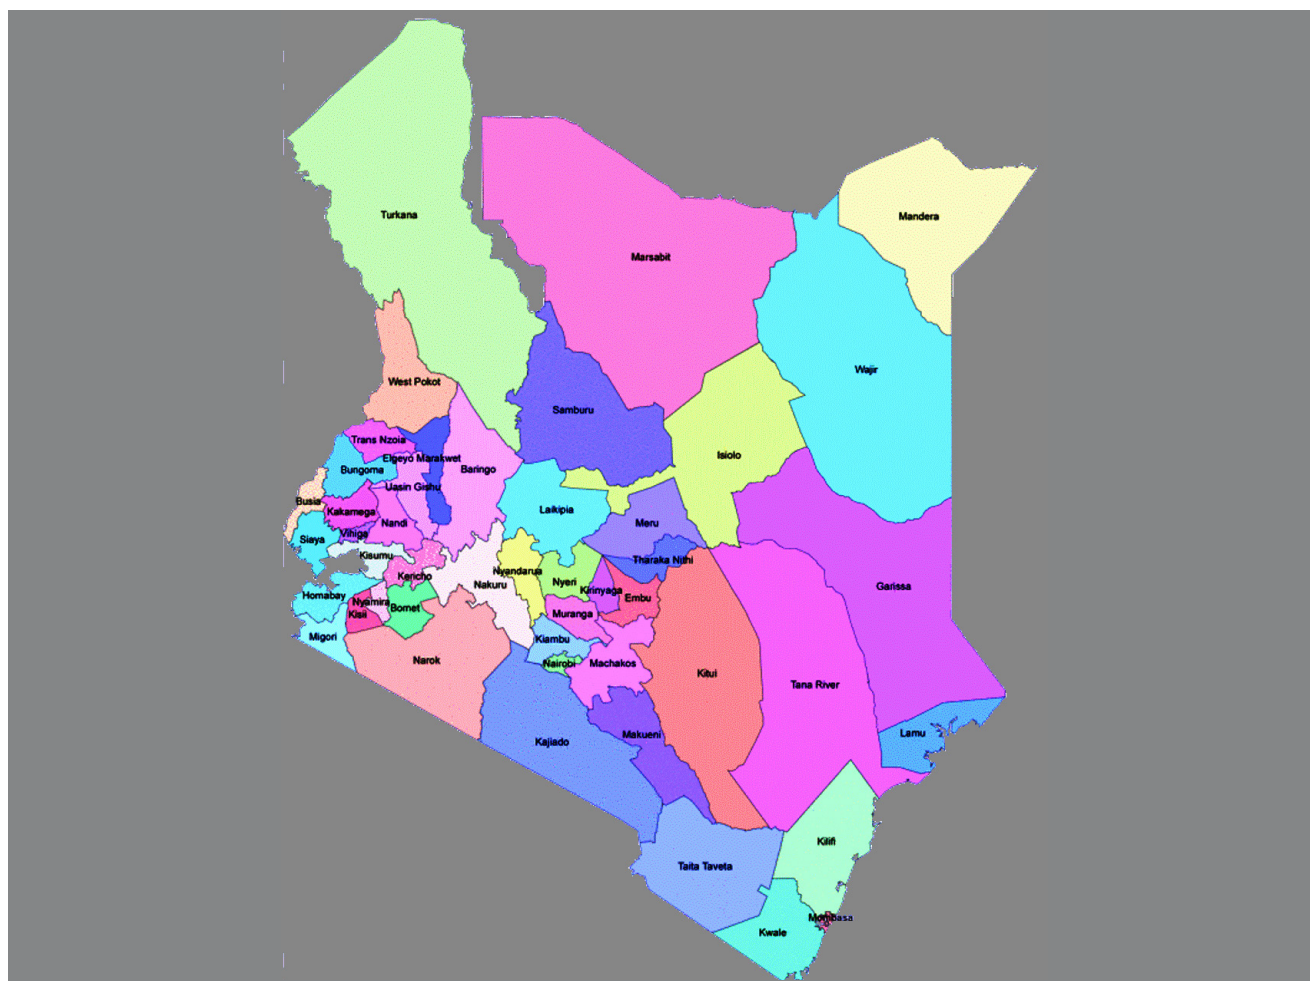 Turkana
Mandera
Marsabit
Wajir
West Pokot
Samburu
Trans Nzoia
Isiolo
Elgeyo Marakwet
Bungoma
Baringo
Uasin Gishu
Busia
Kakamega
Laikipia
Nandi
Meru
Vihiga
Siaya
Kisumu
Tharaka Nithi
Nyandarua
Kericho
Nyeri
Nakuru
Garissa
Kirinyaga
Homabay
Embu
Nyamira
Bomet
Kisii
Muranga
Migori
Kiambu
Narok
Nairobi
Machakos
Kitui
Tana River
Lamu
Makueni
Kajiado
Kilifi
Taita Taveta
Mombasa
Kwale